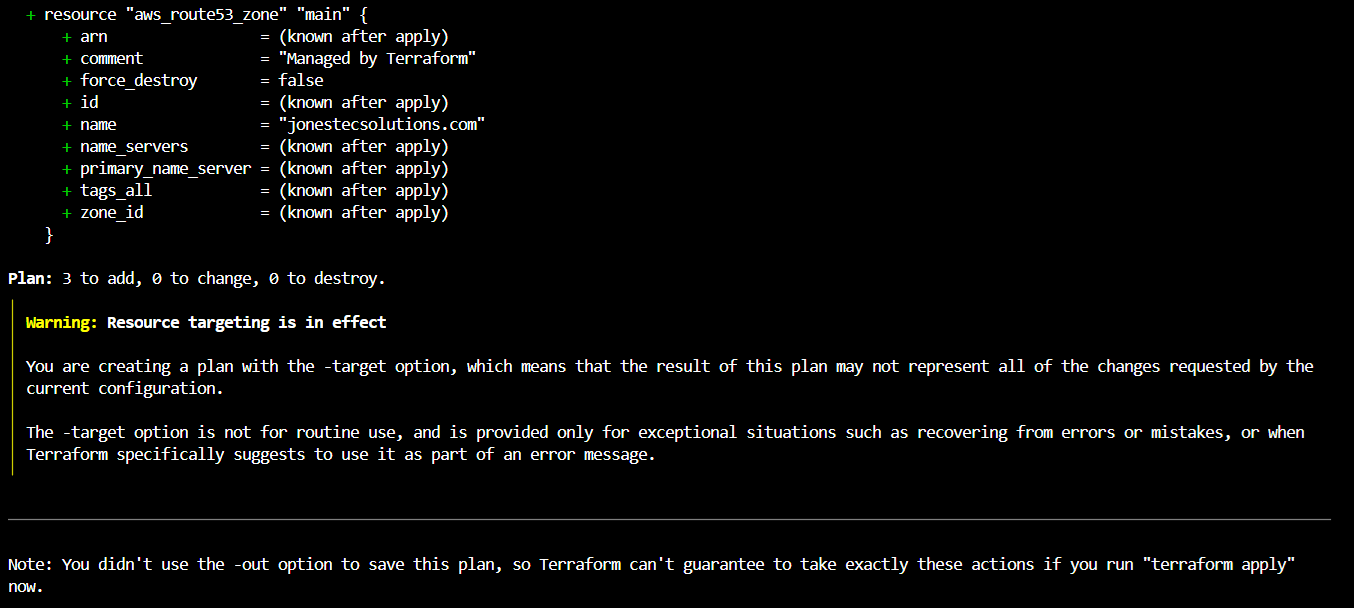 + resource "aws_route53_zone" "main" {
+ arn = (known after apply)
+ comment = "Managed by Terraform"
+ force_destroy = false
+ id = (known after apply)
+ name = "jonestecsolutions.com"
+ name_servers = (known after apply)
+ primary_name_server = (known after apply)
+ tags_all = (known after apply)
+ zone_id = (known after apply)
}
Plan: 3 to add, 0 to change, 0 to destroy.
Warning: Resource targeting is in effect
You are creating a plan with the -target option, which means that the result of this plan may not represent all of the changes requested by the
current configuration.
The -target option is not for routine use, and is provided only for exceptional situations such as recovering from errors or mistakes, or when
Terraform specifically suggests to use it as part of an error message.
Note: You didn't use the -out option to save this plan, so Terraform can't guarantee to take exactly these actions if you run "terraform apply"
now.